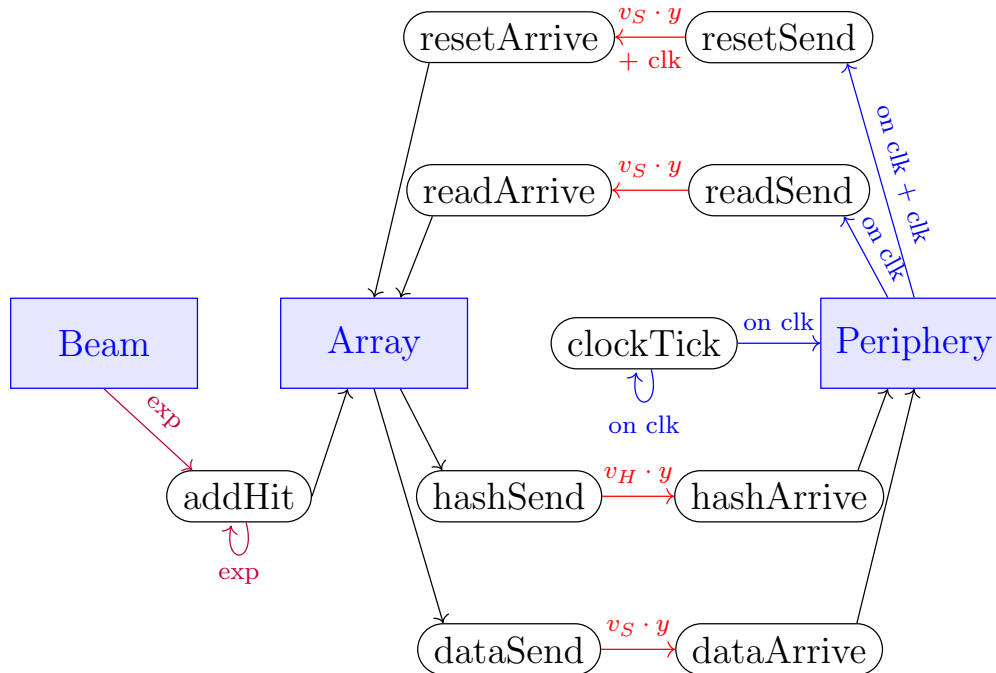 resetArrive
v_S · y
+ clk
resetSend
on clk + clk
readArrive
v_S · y
readSend
on clk
Beam
Array
clockTick
on clk
Periphery
on clk
exp
addHit
exp
hashSend
v_H · y
hashArrive
dataSend
v_S · y
dataArrive